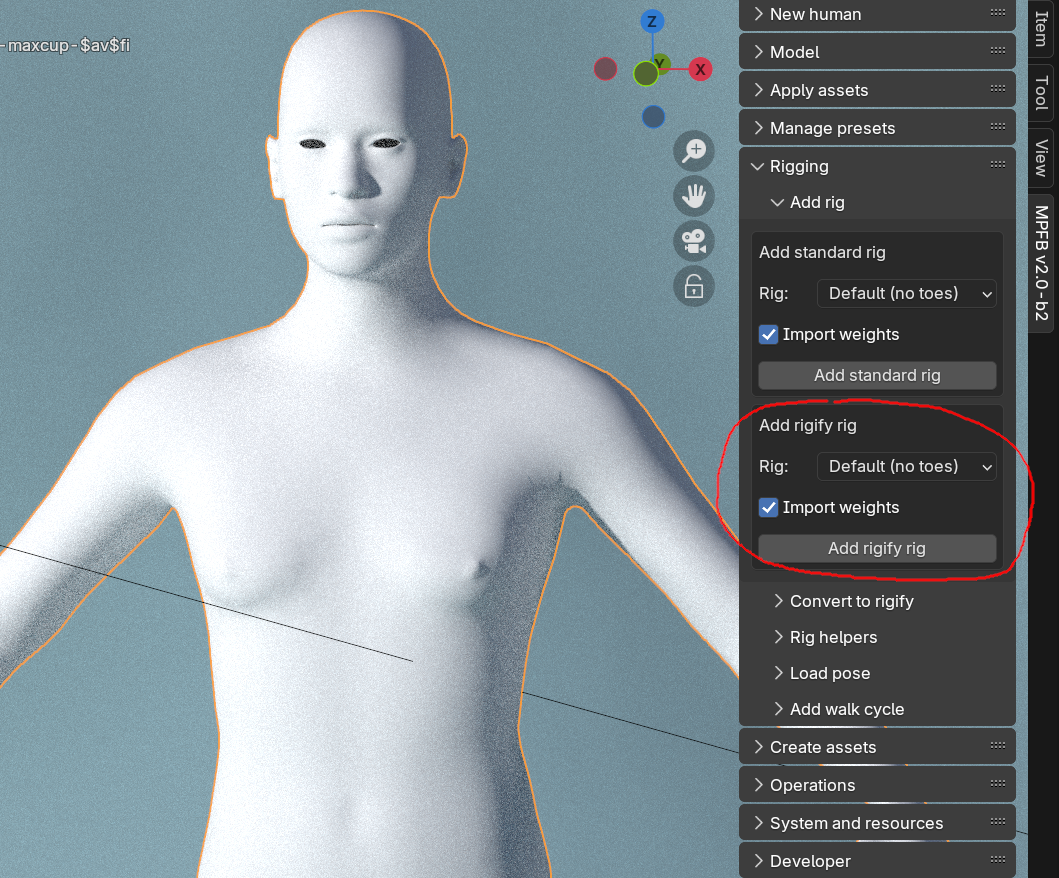 -maxcup-$av$fi
Z
Y
X
New human
Model
Apply assets
Manage presets
Rigging
Add rig
Add standard rig
Rig: Default (no toes)
Import weights
Add standard rig
Add rigify rig
Rig: Default (no toes)
Import weights
Add rigify rig
Convert to rigify
Rig helpers
Load pose
Add walk cycle
Create assets
Operations
System and resources
Developer
Item
Tool
View
MPFB v2.0-b2